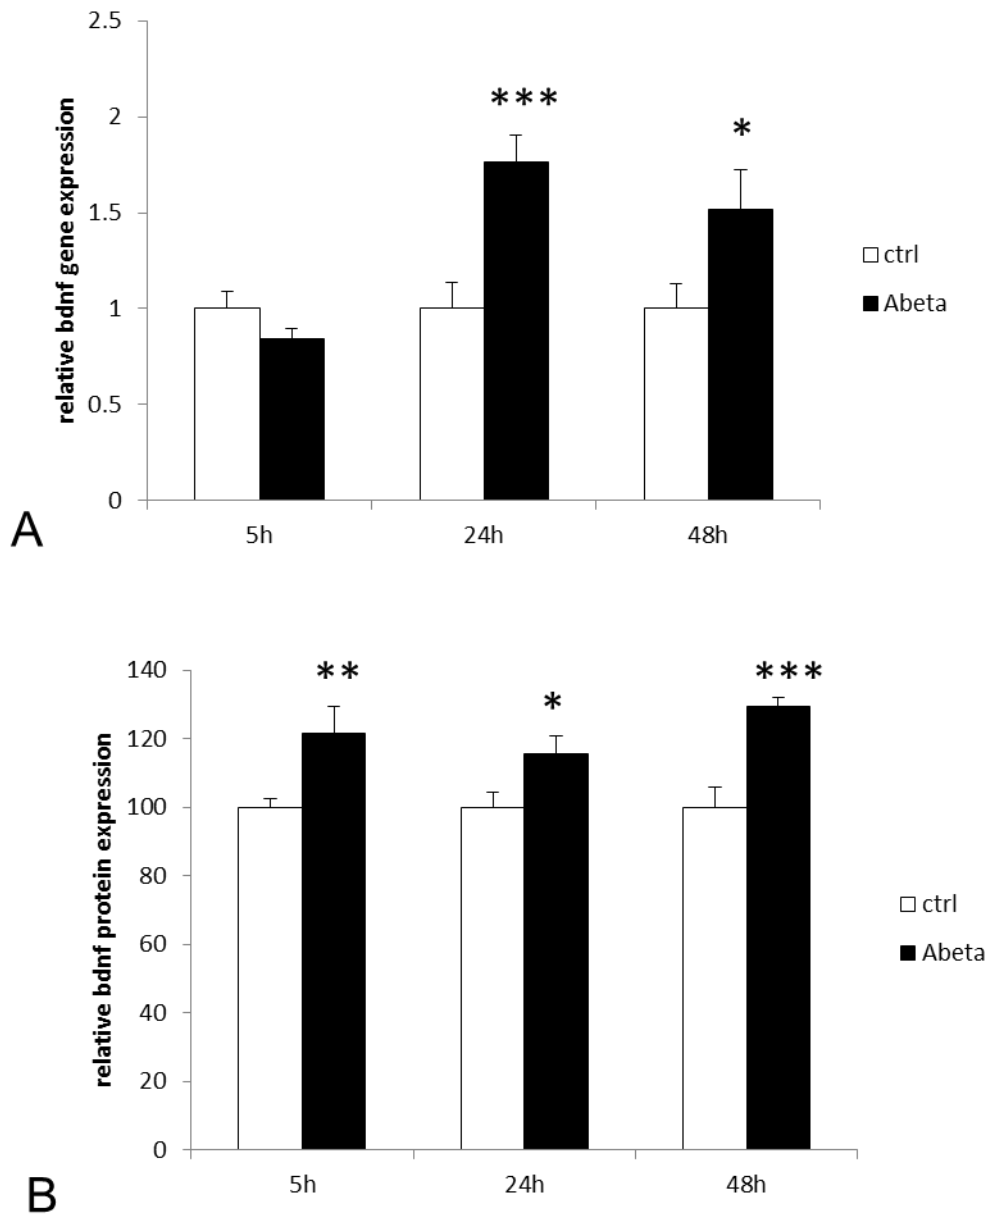 2.5
2
1.5
1
0.5
0
relative bdnf gene expression
***
*
ctrl
Abeta
5h
24h
48h
A
140
120
100
80
60
40
20
0
relative bdnf protein expression
**
*
***
ctrl
Abeta
5h
24h
48h
B